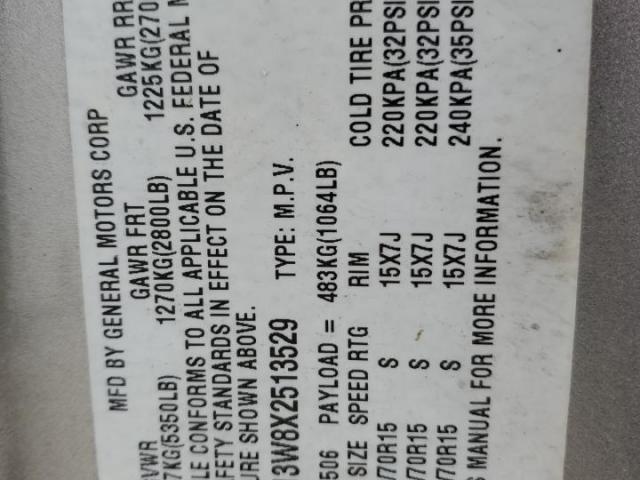 MFD BY GENERAL MOTORS CORP
VWR GAWR FRT GAWR RR
7KG(5350LB) 1270KG(2800LB) 1225KG(270
LE CONFORMS TO ALL APPLICABLE U.S. FEDERAL M
FETY STANDARDS IN EFFECT ON THE DATE OF
URE SHOWN ABOVE.
13W8X2513529 TYPE: M.P.V.
506 PAYLOAD = 483KG(1064LB)
SIZE SPEED RTG RIM COLD TIRE PR
/70R15 S 15X7J 220KPA(32PSI
/70R15 S 15X7J 220KPA(32PSI
/70R15 S 15X7J 240KPA(35PSI
S MANUAL FOR MORE INFORMATION.